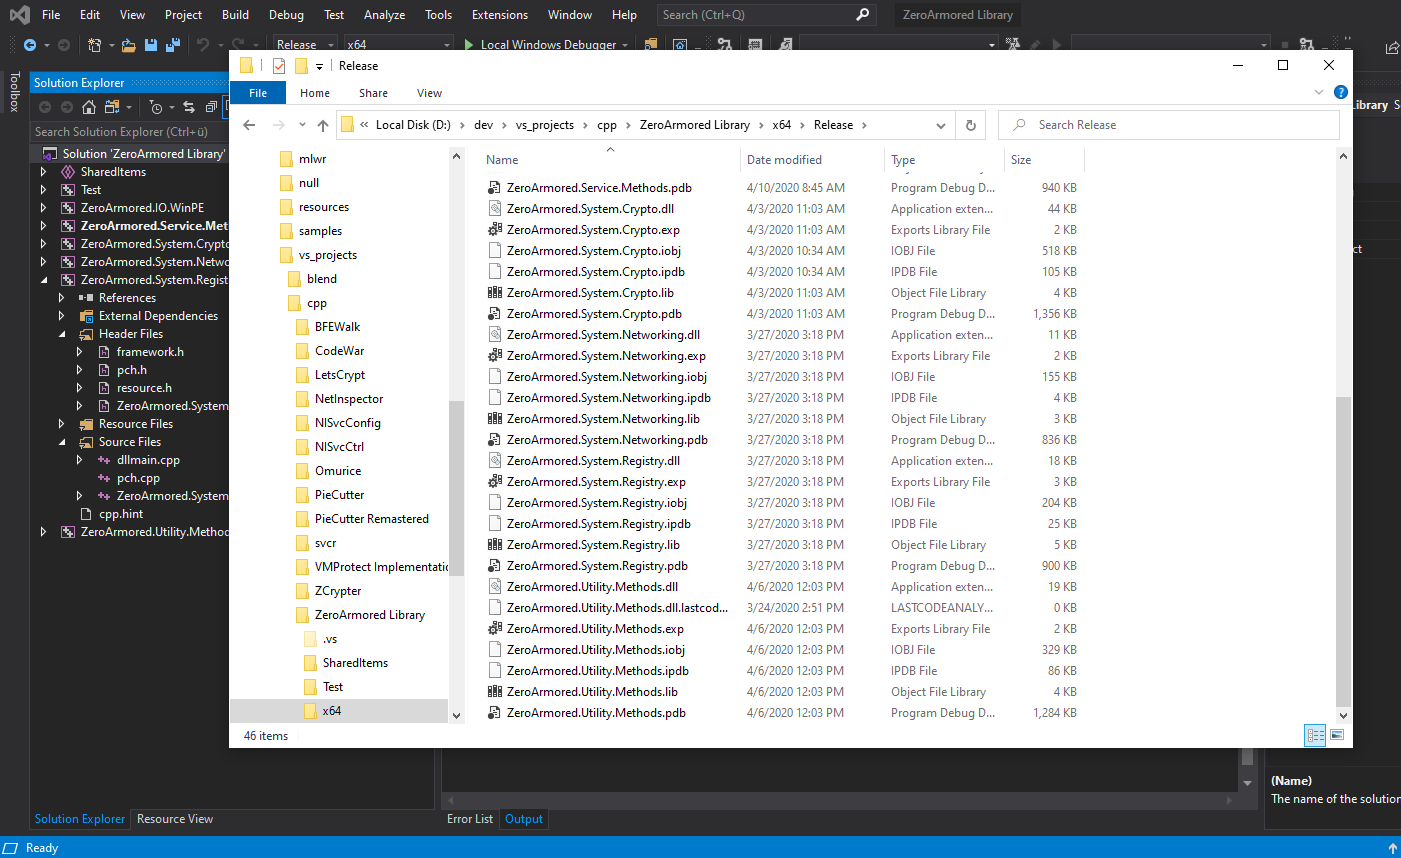 File Edit View Project Build Debug Test Analyze Tools Extensions Window Help Search (Ctrl+Q) ZeroArmored Library
Release x64 Local Windows Debugger
Toolbox
Solution Explorer
Search Solution Explorer (Ctrl+ü)
Solution 'ZeroArmored Library'
SharedItems
Test
ZeroArmored.IO.WinPE
ZeroArmored.Service.Met
ZeroArmored.System.Crypto
ZeroArmored.System.Netwo
ZeroArmored.System.Regist
References
External Dependencies
Header Files
framework.h
pch.h
resource.h
ZeroArmored.System
Resource Files
Source Files
dllmain.cpp
pch.cpp
ZeroArmored.System
cpp.hint
ZeroArmored.Utility.Method
Solution Explorer Resource View
Release
File Home Share View
« Local Disk (D:) > dev > vs_projects > cpp > ZeroArmored Library > x64 > Release >
Search Release
mlwr
null
resources
samples
vs_projects
blend
cpp
BFEWalk
CodeWar
LetsCrypt
NetInspector
NISvcConfig
NISvcCtrl
Omurice
PieCutter
PieCutter Remastered
svcr
VMProtect Implementatic
ZCrypter
ZeroArmored Library
.vs
SharedItems
Test
x64
Name Date modified Type Size
ZeroArmored.Service.Methods.pdb 4/10/2020 8:45 AM Program Debug D... 940 KB
ZeroArmored.System.Crypto.dll 4/3/2020 11:03 AM Application exten... 44 KB
ZeroArmored.System.Crypto.exp 4/3/2020 11:03 AM Exports Library File 2 KB
ZeroArmored.System.Crypto.iobj 4/3/2020 10:34 AM IOBJ File 518 KB
ZeroArmored.System.Crypto.ipdb 4/3/2020 10:34 AM IPDB File 105 KB
ZeroArmored.System.Crypto.lib 4/3/2020 11:03 AM Object File Library 4 KB
ZeroArmored.System.Crypto.pdb 4/3/2020 11:03 AM Program Debug D... 1,356 KB
ZeroArmored.System.Networking.dll 3/27/2020 3:18 PM Application exten... 11 KB
ZeroArmored.System.Networking.exp 3/27/2020 3:18 PM Exports Library File 2 KB
ZeroArmored.System.Networking.iobj 3/27/2020 3:18 PM IOBJ File 155 KB
ZeroArmored.System.Networking.ipdb 3/27/2020 3:18 PM IPDB File 4 KB
ZeroArmored.System.Networking.lib 3/27/2020 3:18 PM Object File Library 3 KB
ZeroArmored.System.Networking.pdb 3/27/2020 3:18 PM Program Debug D... 836 KB
ZeroArmored.System.Registry.dll 3/27/2020 3:18 PM Application exten... 18 KB
ZeroArmored.System.Registry.exp 3/27/2020 3:18 PM Exports Library File 3 KB
ZeroArmored.System.Registry.iobj 3/27/2020 3:18 PM IOBJ File 204 KB
ZeroArmored.System.Registry.ipdb 3/27/2020 3:18 PM IPDB File 25 KB
ZeroArmored.System.Registry.lib 3/27/2020 3:18 PM Object File Library 5 KB
ZeroArmored.System.Registry.pdb 3/27/2020 3:18 PM Program Debug D... 900 KB
ZeroArmored.Utility.Methods.dll 4/6/2020 12:03 PM Application exten... 19 KB
ZeroArmored.Utility.Methods.dll.lastcod... 3/24/2020 2:51 PM LASTCODEANALY... 0 KB
ZeroArmored.Utility.Methods.exp 4/6/2020 12:03 PM Exports Library File 2 KB
ZeroArmored.Utility.Methods.iobj 4/6/2020 12:03 PM IOBJ File 329 KB
ZeroArmored.Utility.Methods.ipdb 4/6/2020 12:03 PM IPDB File 86 KB
ZeroArmored.Utility.Methods.lib 4/6/2020 12:03 PM Object File Library 4 KB
ZeroArmored.Utility.Methods.pdb 4/6/2020 12:03 PM Program Debug D... 1,284 KB
46 items
Library S
ct
(Name)
The name of the solution
Error List Output
Ready